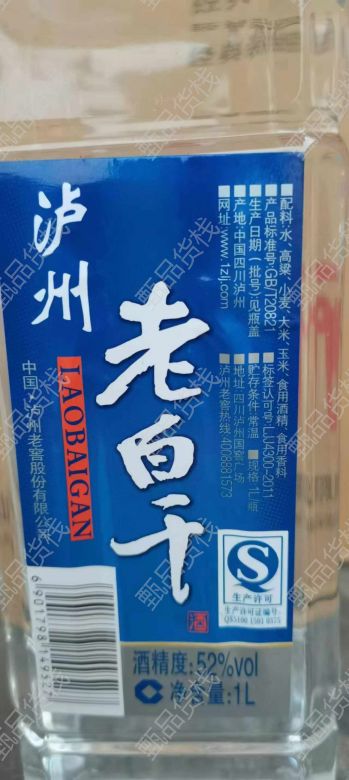 泸州
老白干
LAOBAIGAN
中国·泸州老窖股份有限公司
■配料:水、高粱、小麦、大米、玉米、食用酒精、食用香料
■产品标准号:GB/T20821 ■标签认可号:LJ4300-2011
■生产日期(批号):见瓶盖 ■贮存条件:常温 ■规格:1L/瓶
■产地:中国四川泸州 ■地址:四川泸州国窖广场
■网址:www.lzlj.com ■泸州老窖热线:4008881573
S
生产许可
生产许可证编号:
QS5100 1501 0375
酒
酒精度:52%vol
净含量:1L
甄品货栈